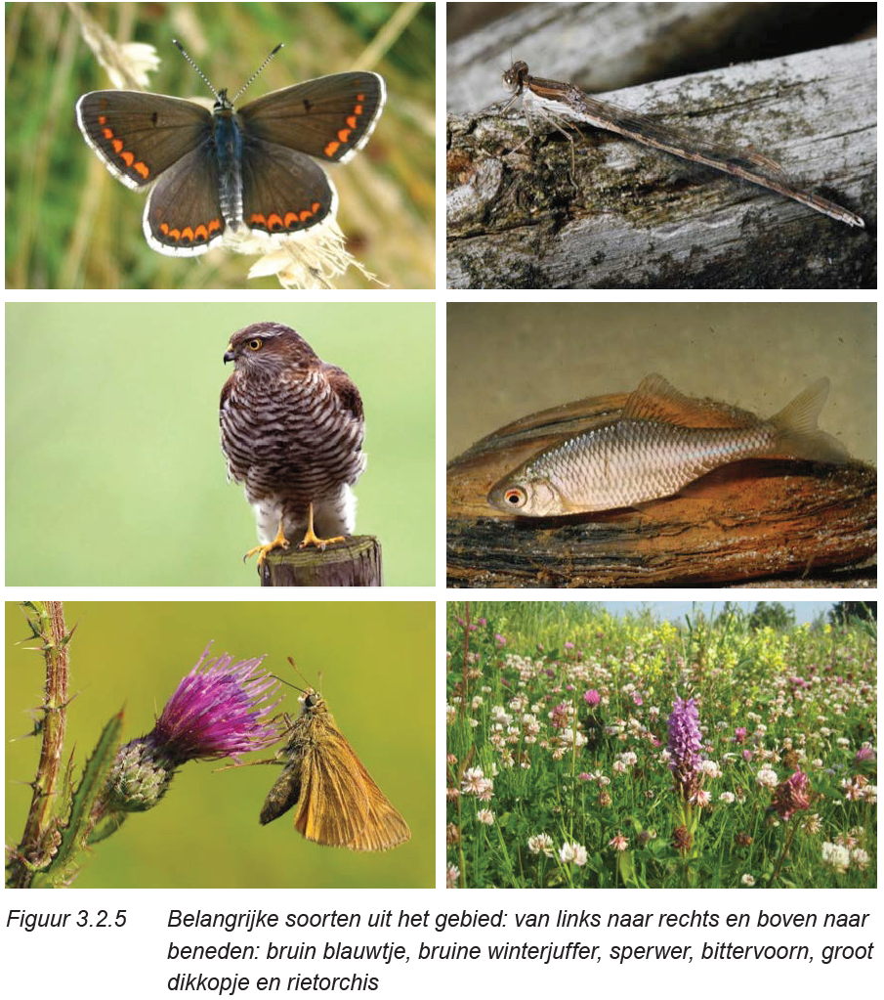 Figuur 3.2.5 Belangrijke soorten uit het gebied: van links naar rechts en boven naar
beneden: bruin blauwtje, bruine winterjuffer, sperwer, bittervoorn, groot
dikkopje en rietorchis